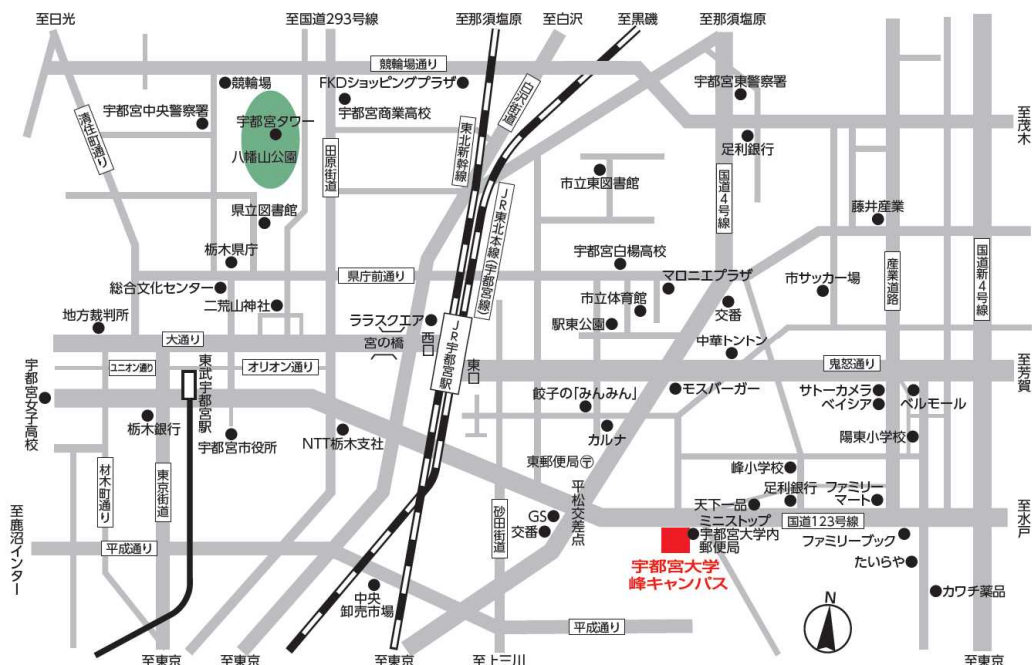 至日光
至国道293号線
至那須塩原
至白沢
至黒磯
至那須塩原
競輪場通り
競輪場
FKDショッピングプラザ
宇都宮東警察署
宇都宮商業高校
白沢街道
宇都宮中央警察署
宇都宮タワー
至茂木
清住町通り
八幡山公園
田原街道
東北新幹線
足利銀行
市立東図書館
国道4号線
JR東北本線(宇都宮線)
県立図書館
藤井産業
栃木県庁
宇都宮白楊高校
産業道路
国道新4号線
県庁前通り
マロニエプラザ
市サッカー場
総合文化センター
二荒山神社
市立体育館
交番
地方裁判所
ララスクエア
駅東公園
大通り
宮の橋
西口
JR宇都宮駅
東口
中華トントン
ユニオン通り
東武宇都宮駅
オリオン通り
鬼怒通り
至芳賀
宇都宮女子高校
餃子の「みんみん」
モスバーガー
サトーカメラ
ベイシア
ベルモール
栃木銀行
宇都宮市役所
NTT栃木支社
カルナ
陽東小学校
東郵便局〒
峰小学校
材木町通り
東京街道
平松交差点
足利銀行
ファミリー
マート
天下一品
至鹿沼インター
砂田街道
GS
交番
ミニストップ
国道123号線
至水戸
宇都宮大学内
郵便局
ファミリーブック
平成通り
宇都宮大学
峰キャンパス
たいらや
中央
卸売市場
カワチ薬品
N
平成通り
至東京
至東京
至東京
至上三川
至東京